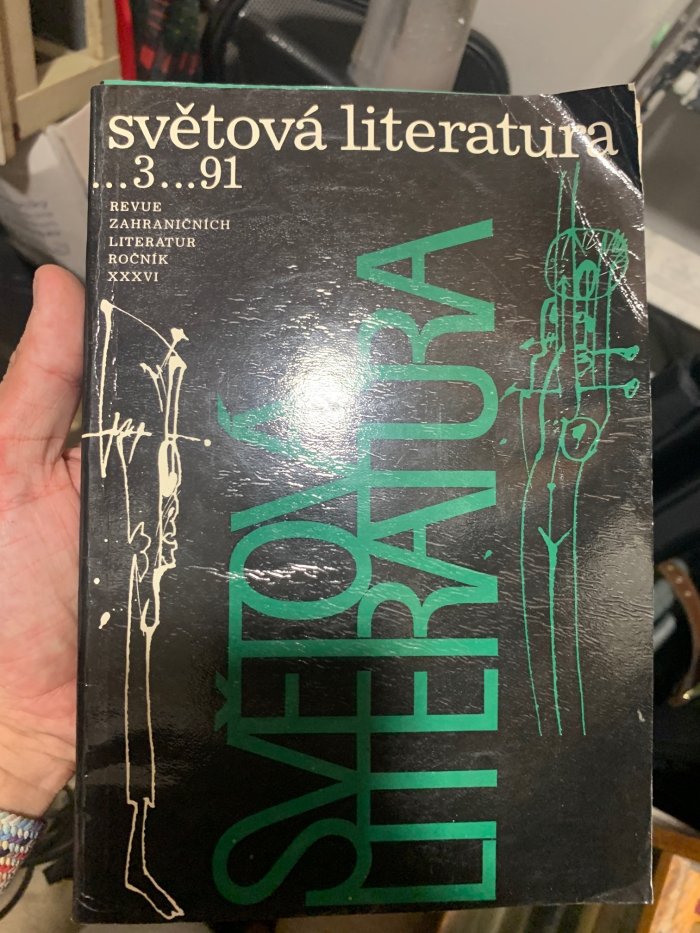 světová literatura
...3...91
REVUE
ZAHRANIČNÍCH
LITERATUR
ROČNÍK
XXXVI
SVĚTOVÁ
LITERATURA